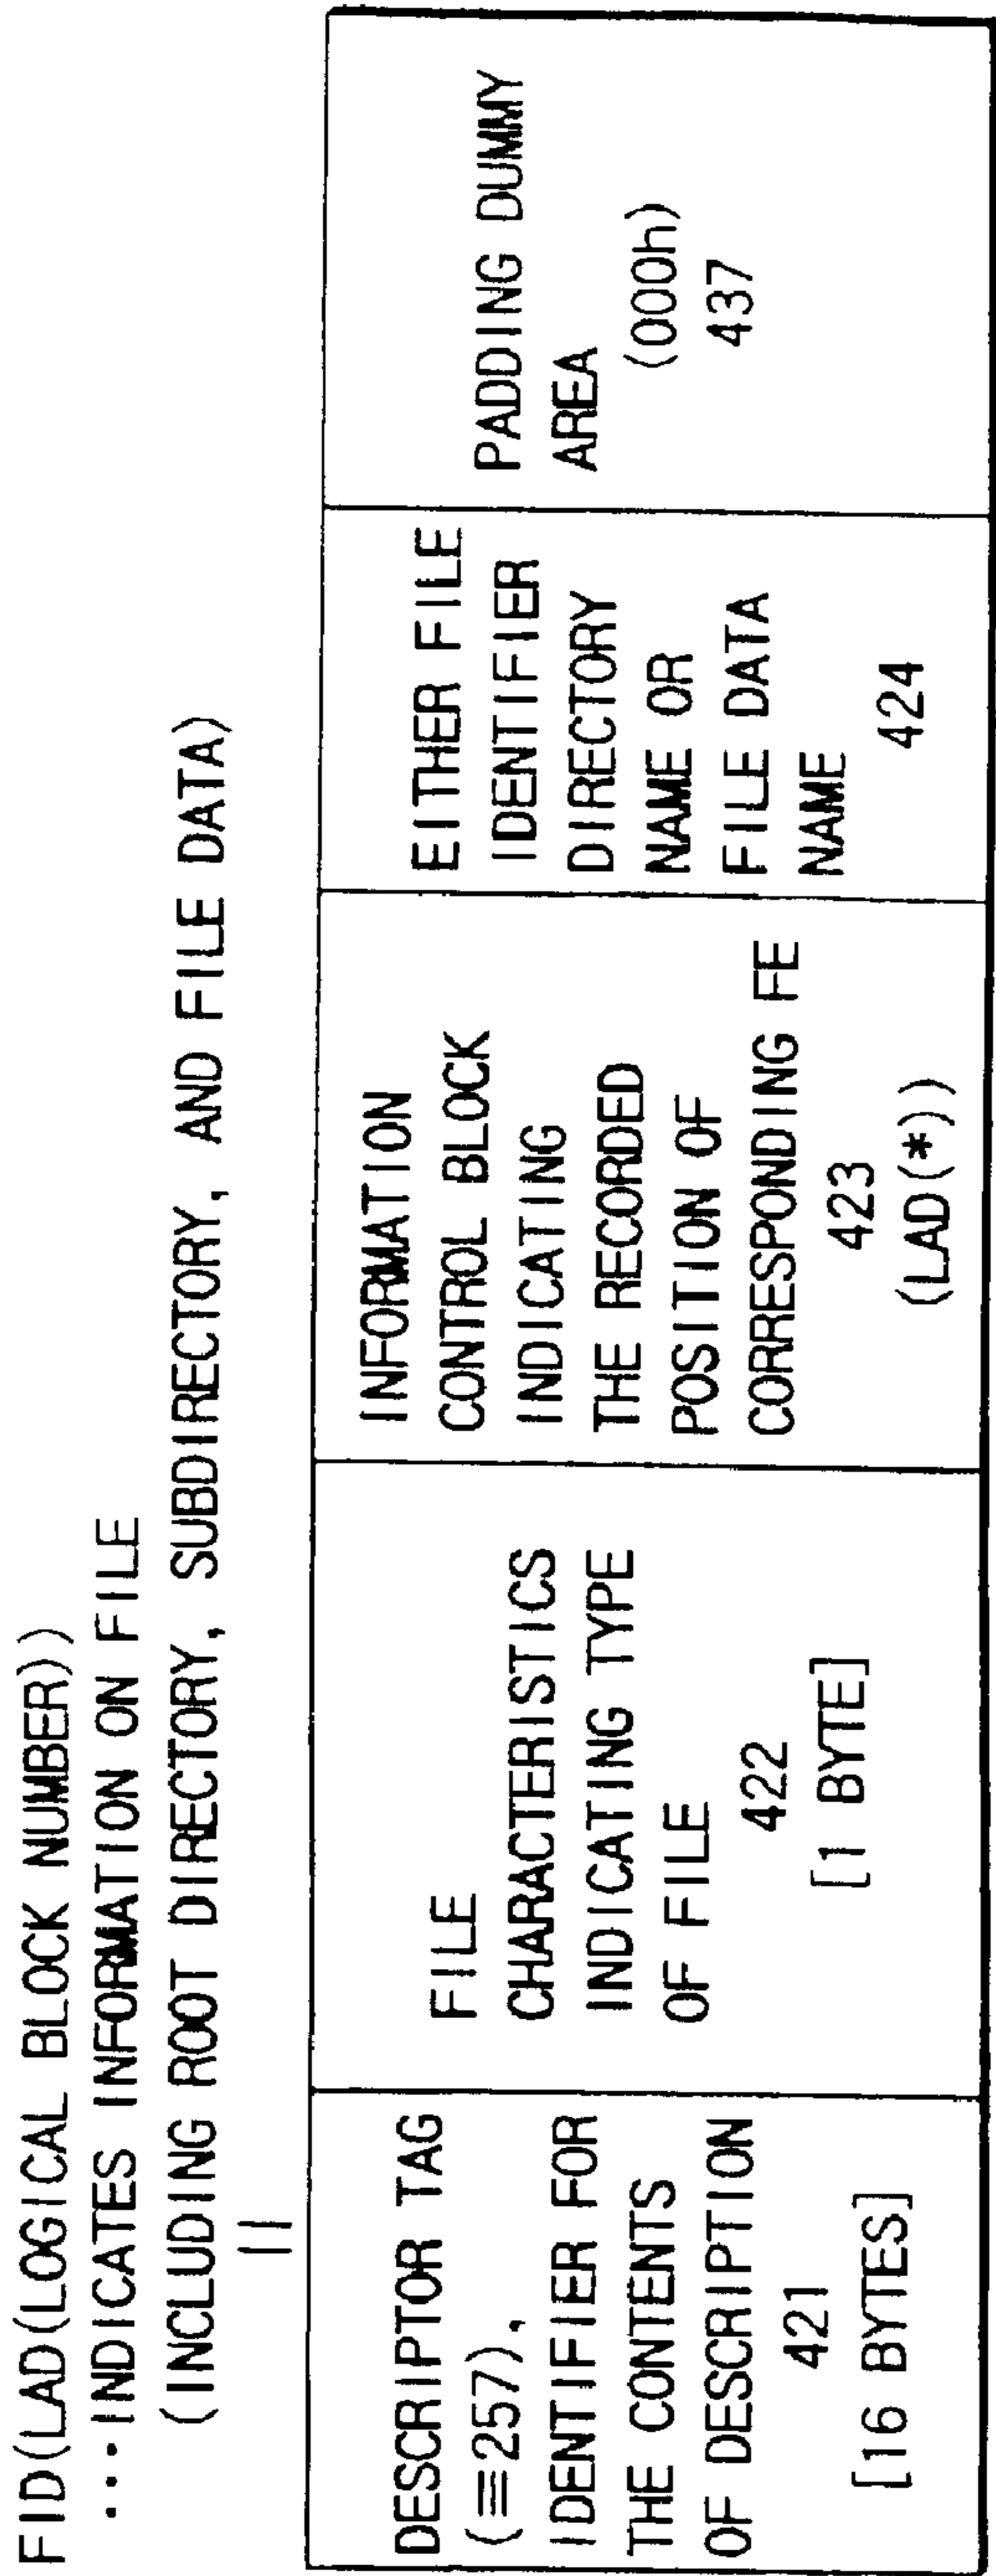 FID(LAD(LOGICAL BLOCK NUMBER))
···INDICATES INFORMATION ON FILE
(INCLUDING ROOT DIRECTORY, SUBDIRECTORY, AND FILE DATA)
||
DESCRIPTOR TAG
(≡257),
IDENTIFIER FOR
THE CONTENTS
OF DESCRIPTION
421
[16 BYTES]
FILE
CHARACTERISTICS
INDICATING TYPE
OF FILE
422
[1 BYTE]
INFORMATION
CONTROL BLOCK
INDICATING
THE RECORDED
POSITION OF
CORRESPONDING FE
423
(LAD(*))
EITHER FILE
IDENTIFIER
DIRECTORY
NAME OR
FILE DATA
NAME
424
PADDING DUMMY
AREA
(000h)
437